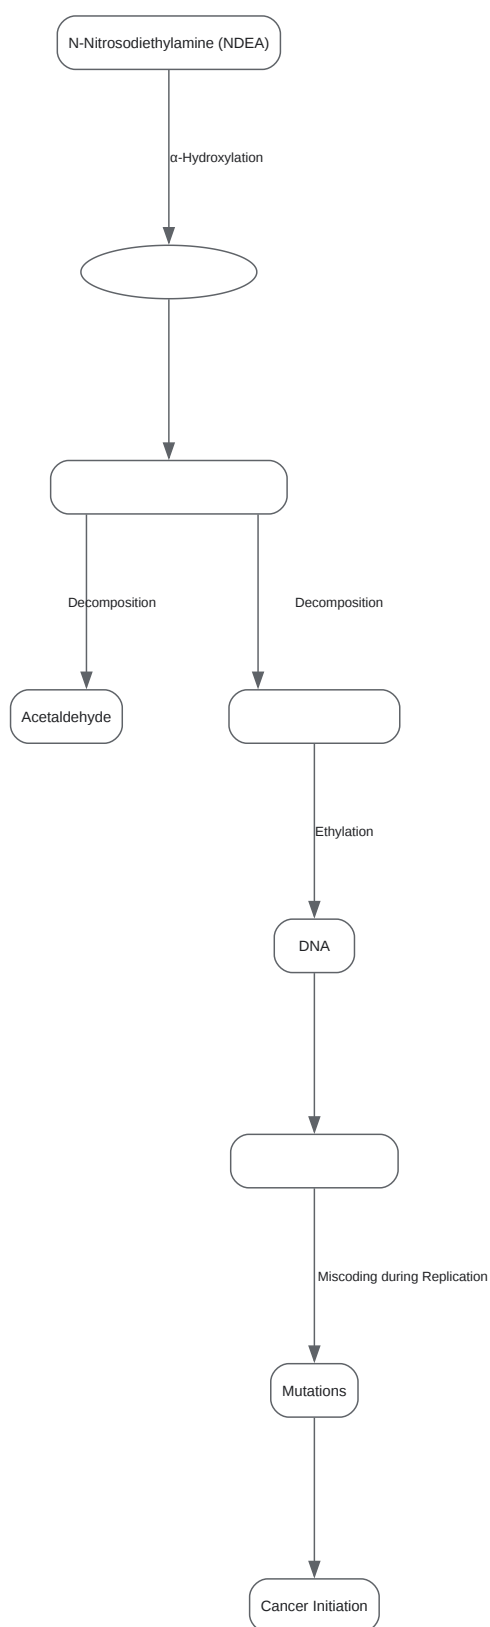 N-Nitrosodiethylamine (NDEA)
α-Hydroxylation
Decomposition
Decomposition
Acetaldehyde
Ethylation
DNA
Miscoding during Replication
Mutations
Cancer Initiation